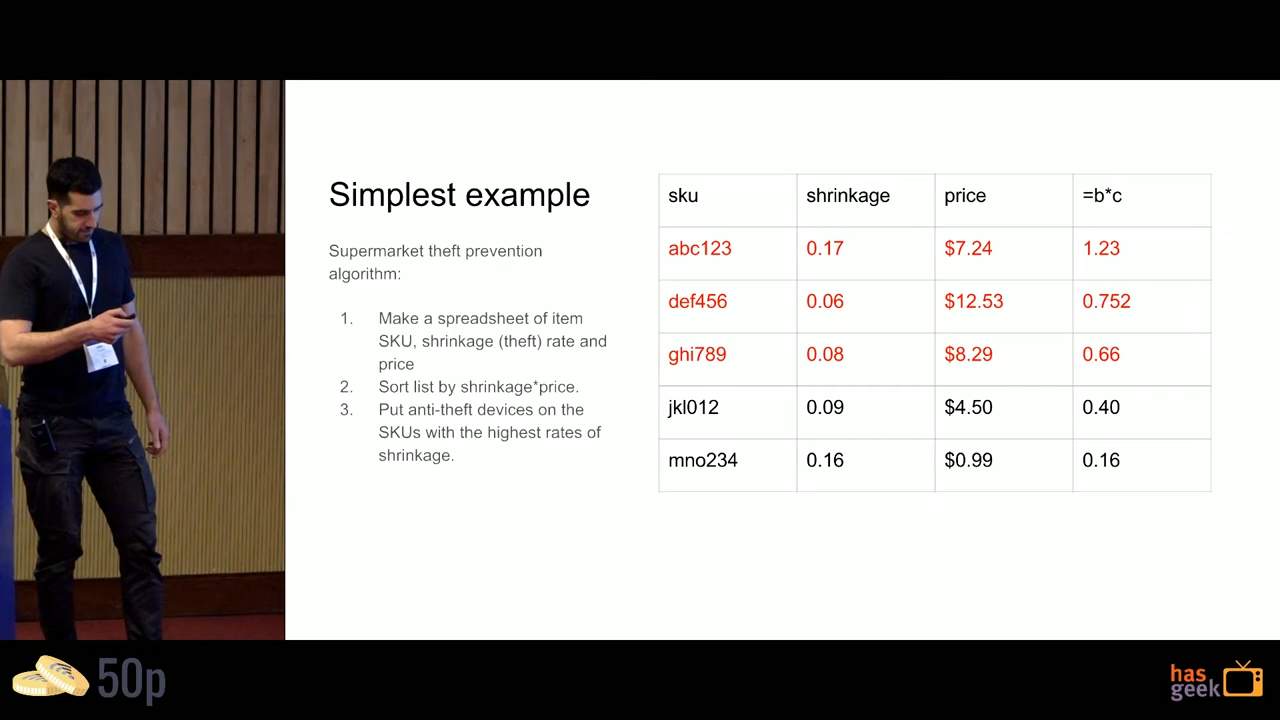 Simplest example
Supermarket theft prevention
algorithm:
1. Make a spreadsheet of item
SKU, shrinkage (theft) rate and
price
2. Sort list by shrinkage*price.
3. Put anti-theft devices on the
SKUs with the highest rates of
shrinkage.
sku shrinkage price =b*c
abc123 0.17 $7.24 1.23
def456 0.06 $12.53 0.752
ghi789 0.08 $8.29 0.66
jkl012 0.09 $4.50 0.40
mno234 0.16 $0.99 0.16
50p
has
geek